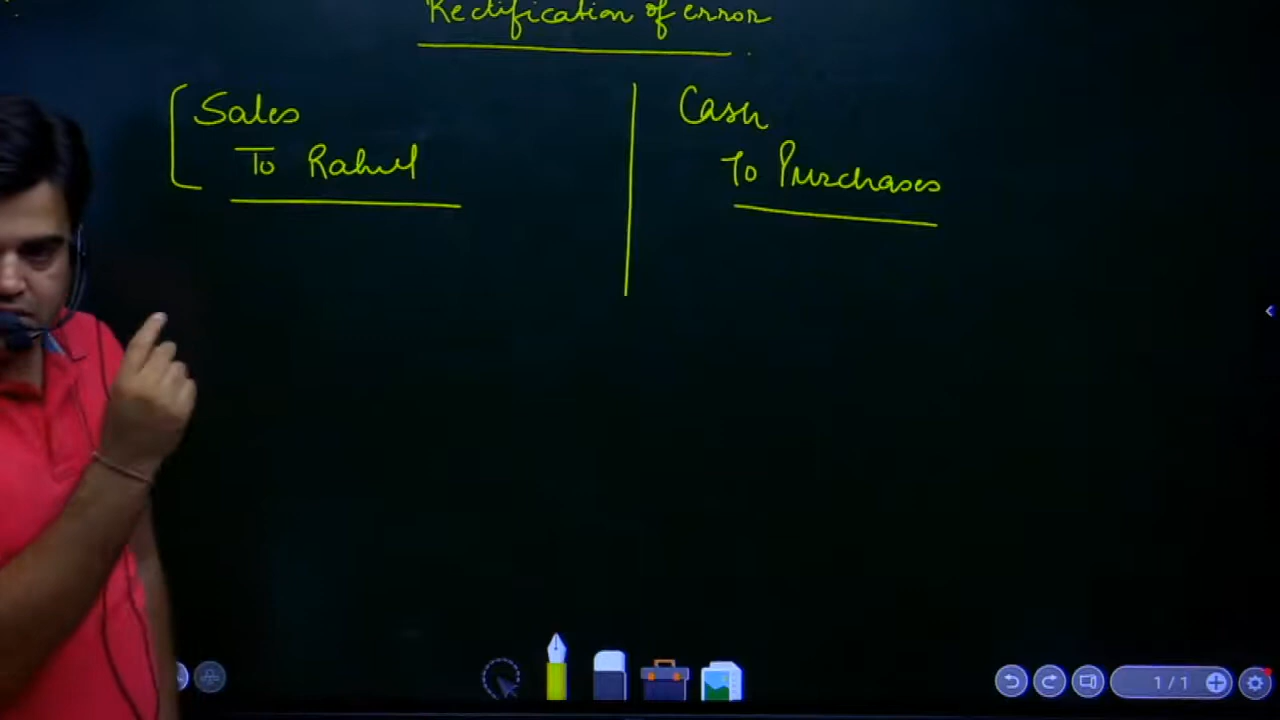 Rectification of error
Sales
To Rahul
Cash
To Purchases
1/1